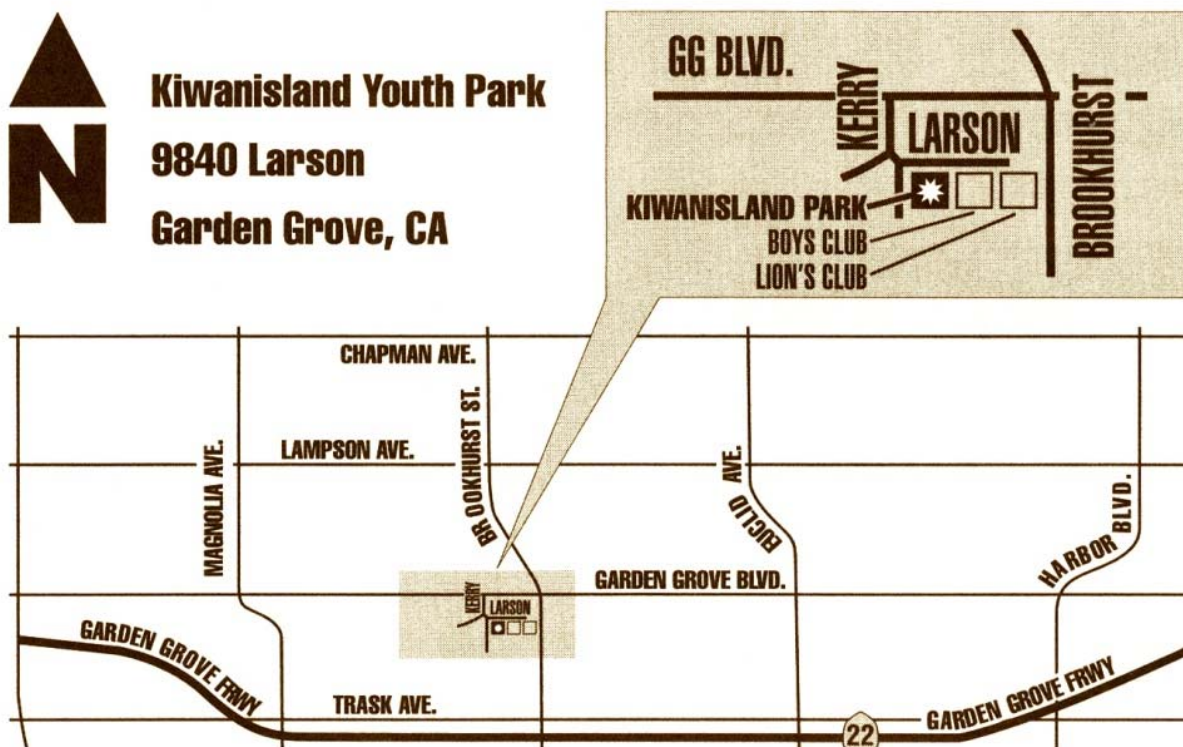 N
Kiwanisland Youth Park
9840 Larson
Garden Grove, CA
GG BLVD.
KERRY
LARSON
BROOKHURST
KIWANISLAND PARK
BOYS CLUB
LION'S CLUB
CHAPMAN AVE.
LAMPSON AVE.
MAGNOLIA AVE.
BROOKHURST ST.
EUCLID AVE.
HARBOR BLVD.
GARDEN GROVE BLVD.
KERRY
LARSON
GARDEN GROVE FRWY
TRASK AVE.
22
GARDEN GROVE FRWY